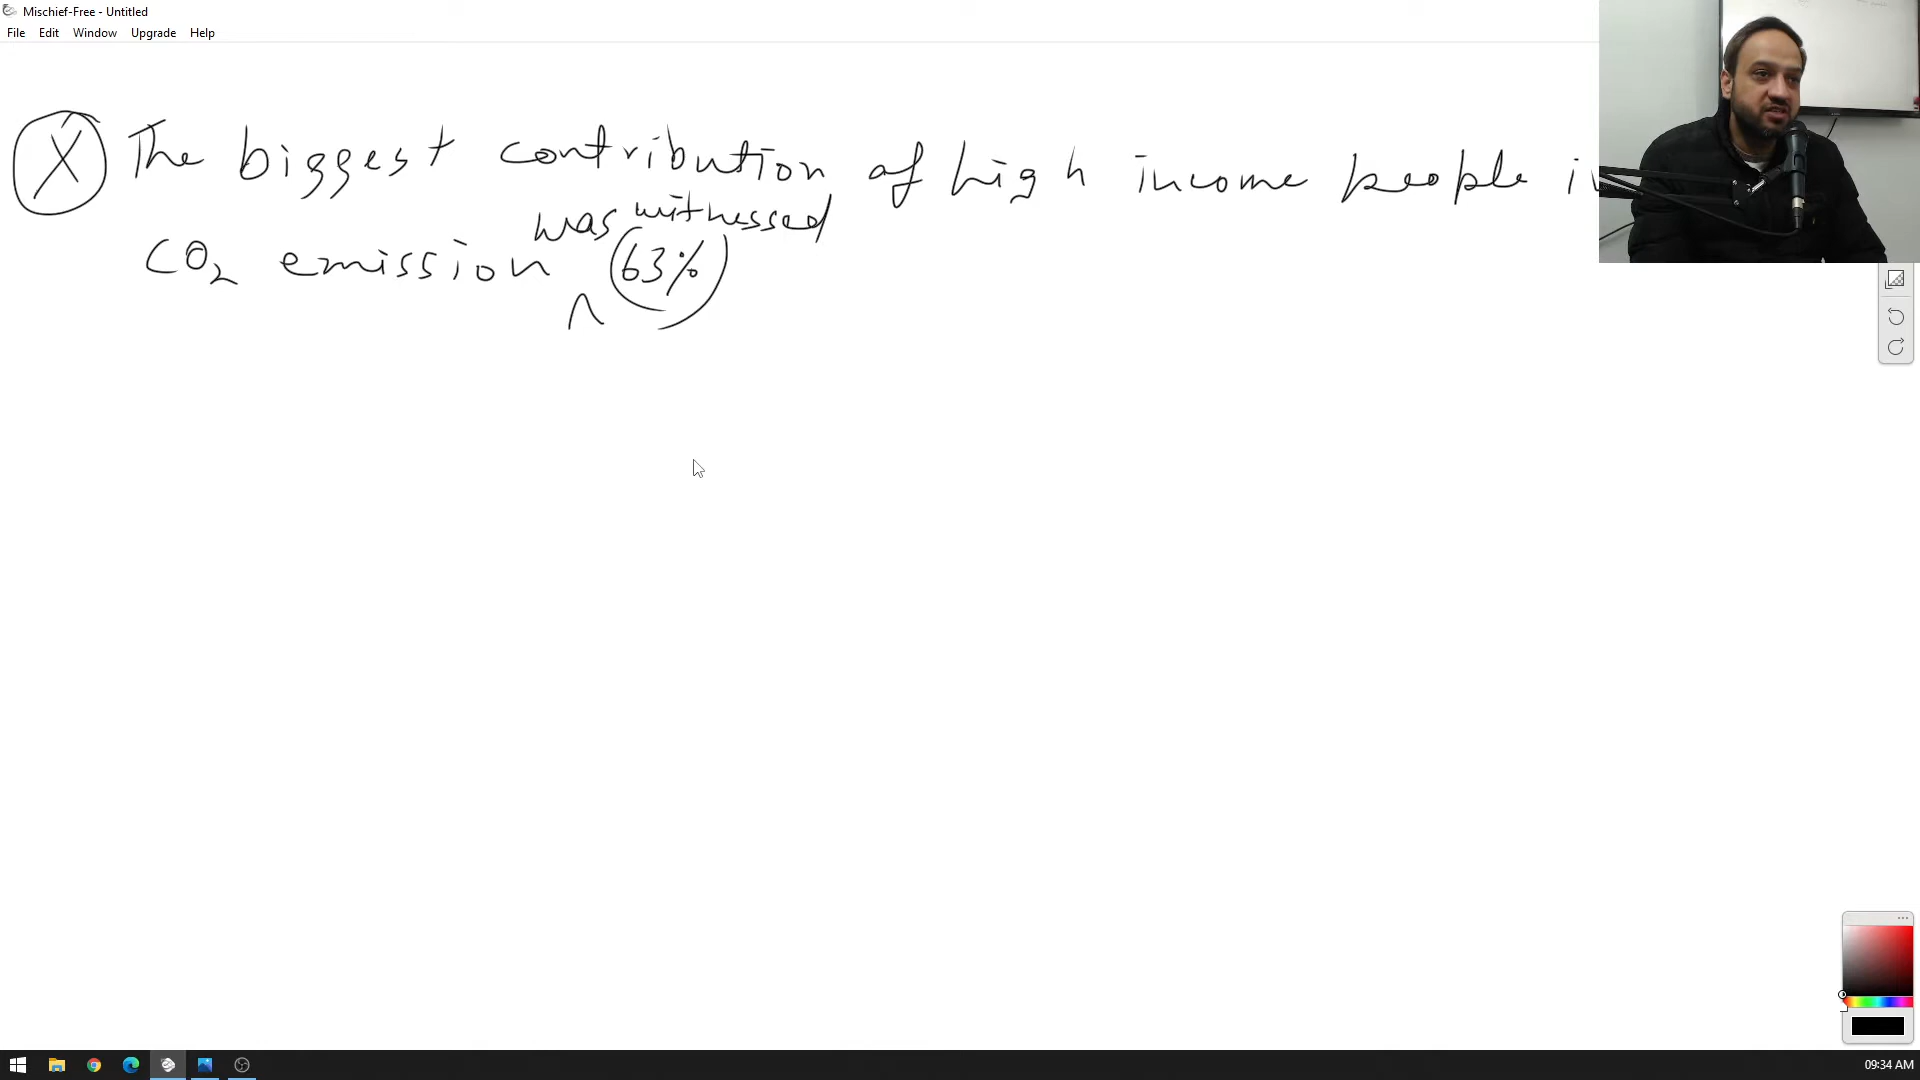 Mischief-Free - Untitled
File Edit Window Upgrade Help
X The biggest contribution of high income people
was witnessed
CO₂ emission 63%
09:34 AM